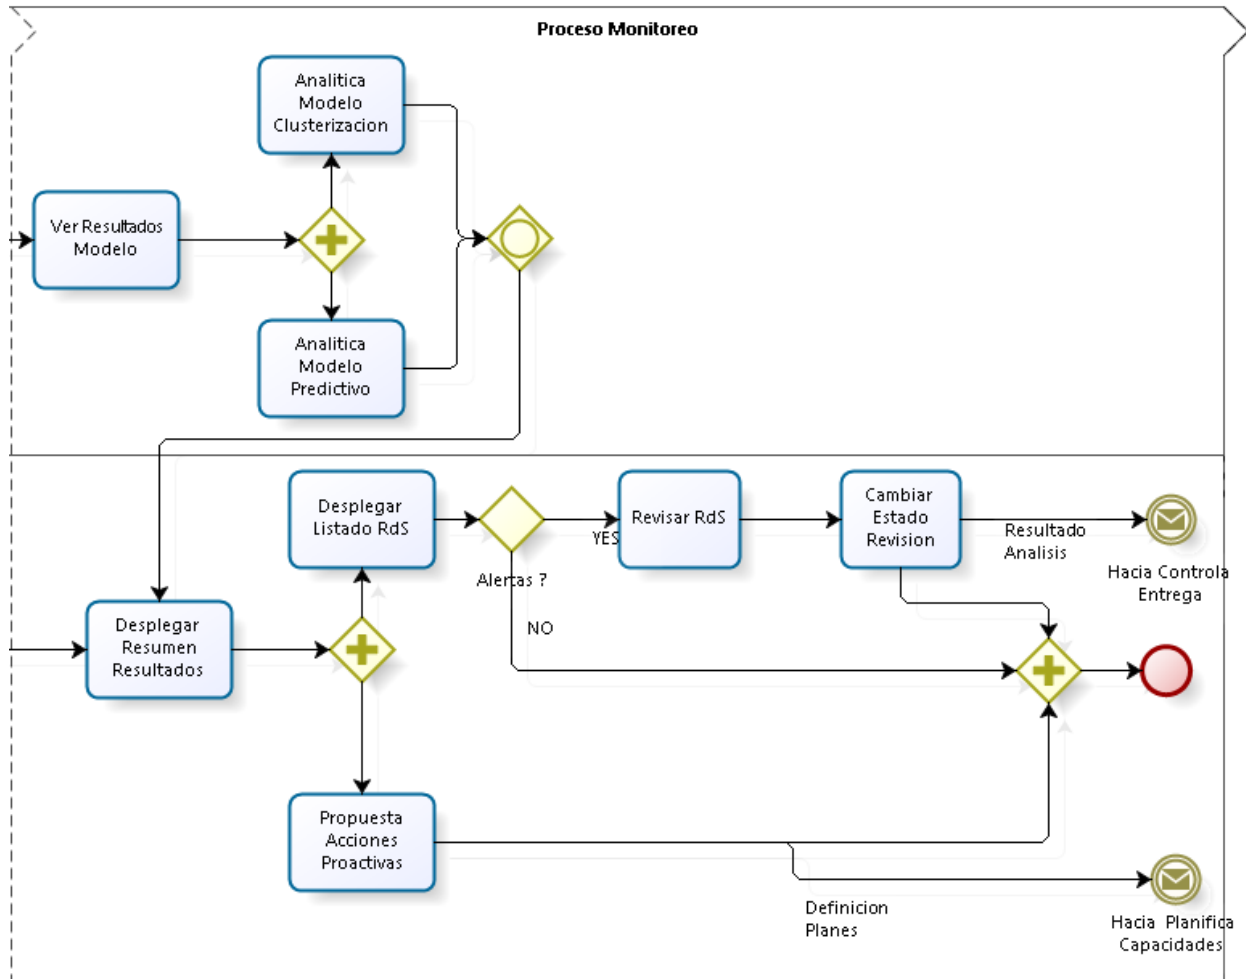 Proceso Monitoreo
Analitica
Modelo
Clusterizacion
Ver Resultados
Modelo
Analitica
Modelo
Predictivo
Desplegar
Listado RdS
Alertas ?
YES
NO
Revisar RdS
Cambiar
Estado
Revision
Resultado
Analisis
Hacia Controla
Entrega
Desplegar
Resumen
Resultados
Propuesta
Acciones
Proactivas
Definicion
Planes
Hacia Planifica
Capacidades